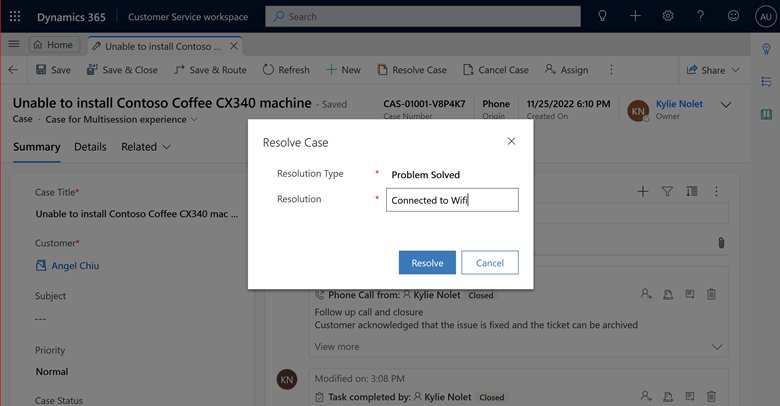 Dynamics 365 Customer Service workspace Search AU
Home Unable to install Contoso ...
Save Save & Close Save & Route Refresh New Resolve Case Cancel Case Assign Share
Unable to install Contoso Coffee CX340 machine - Saved
Case · Case for Multisession experience
CAS-01001-V8P4K7
Case Number
Phone
Origin
11/25/2022 6:10 PM
Created On
KN
Kylie Nolet
Owner
Summary Details Related
Resolve Case
Resolution Type * Problem Solved
Resolution * Connected to Wifi
Resolve Cancel
Case Title*
Unable to install Contoso Coffee CX340 mac ...
Customer*
Angel Chiu
Subject
---
Priority
Normal
Case Status
Phone Call from: Kylie Nolet Closed
Follow up call and closure
Customer acknowledged that the issue is fixed and the ticket can be archived
View more
KN
Modified on: 3:08 PM
Task completed by: Kylie Nolet Closed